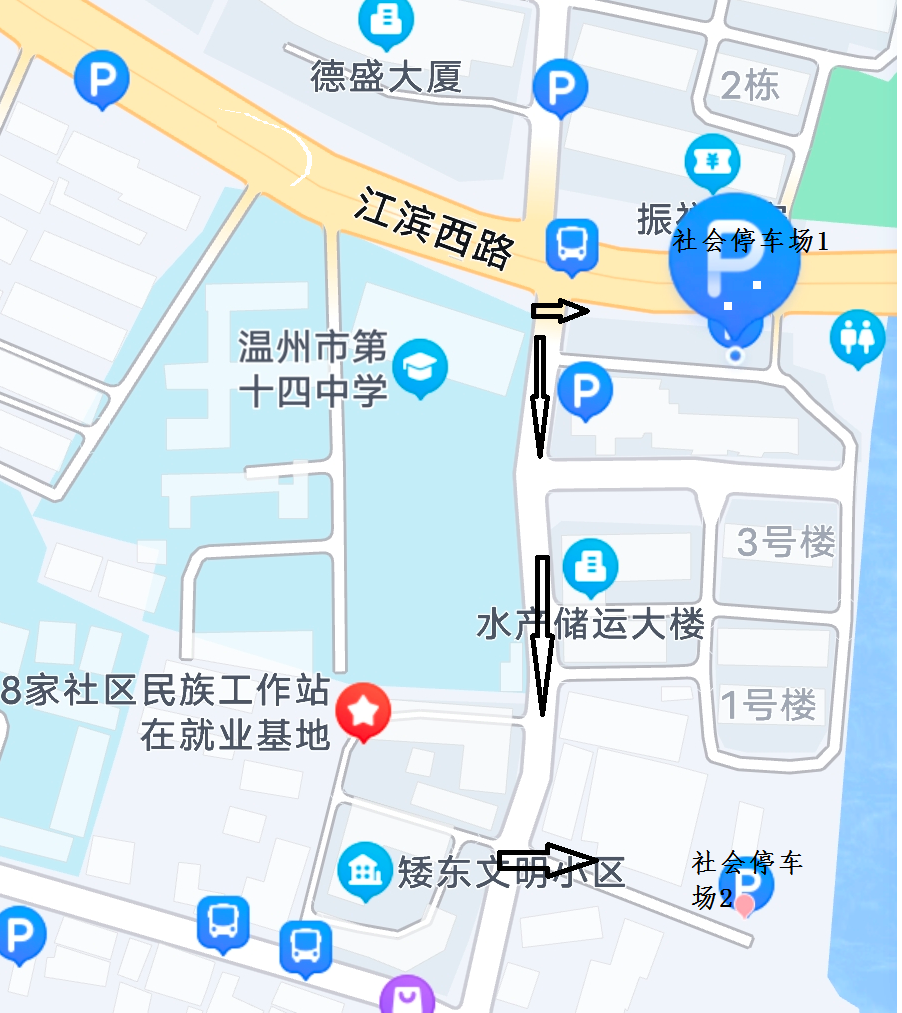 德盛大厦
2栋
江滨西路
振
社会停车场1
温州市第
十四中学
3号楼
水产储运大楼
8家社区民族工作站
在就业基地
1号楼
矮东文明小区
社会停车
场2